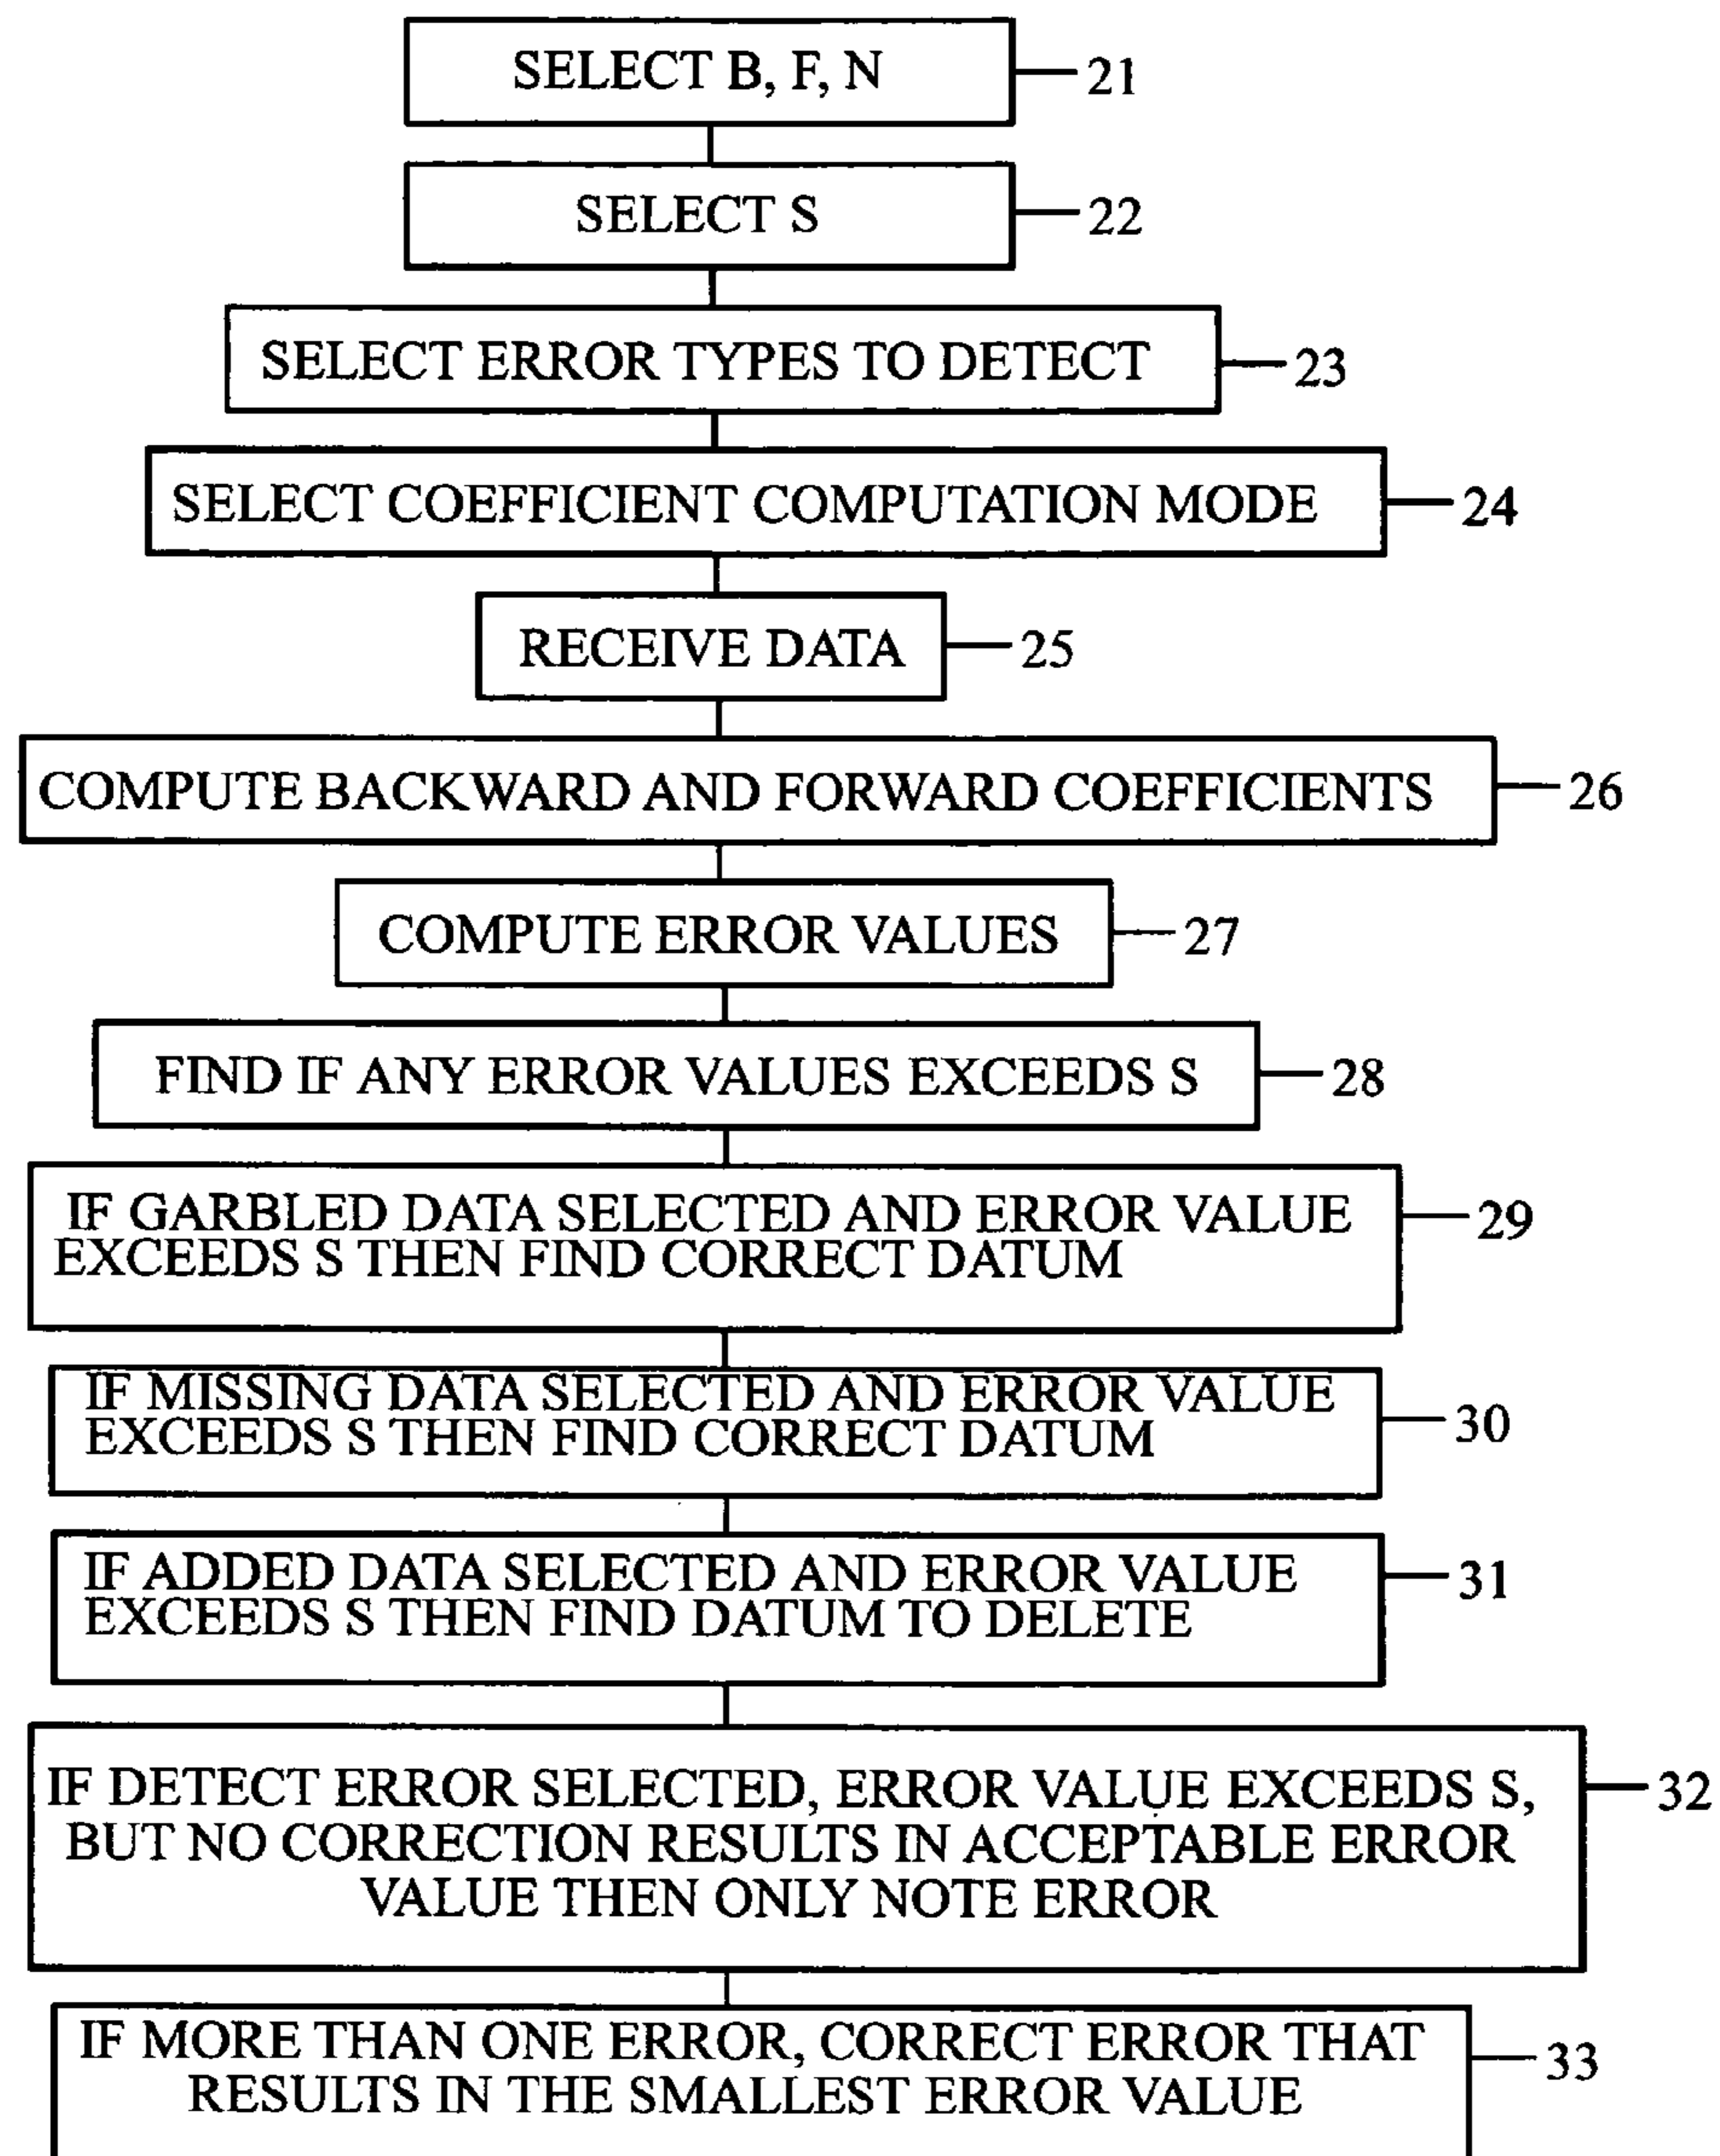 SELECT B, F, N
21
SELECT S
22
SELECT ERROR TYPES TO DETECT
23
SELECT COEFFICIENT COMPUTATION MODE
24
RECEIVE DATA
25
COMPUTE BACKWARD AND FORWARD COEFFICIENTS
26
COMPUTE ERROR VALUES
27
FIND IF ANY ERROR VALUES EXCEEDS S
28
IF GARBLED DATA SELECTED AND ERROR VALUE
EXCEEDS S THEN FIND CORRECT DATUM
29
IF MISSING DATA SELECTED AND ERROR VALUE
EXCEEDS S THEN FIND CORRECT DATUM
30
IF ADDED DATA SELECTED AND ERROR VALUE
EXCEEDS S THEN FIND DATUM TO DELETE
31
IF DETECT ERROR SELECTED, ERROR VALUE EXCEEDS S,
BUT NO CORRECTION RESULTS IN ACCEPTABLE ERROR
VALUE THEN ONLY NOTE ERROR
32
IF MORE THAN ONE ERROR, CORRECT ERROR THAT
RESULTS IN THE SMALLEST ERROR VALUE
33